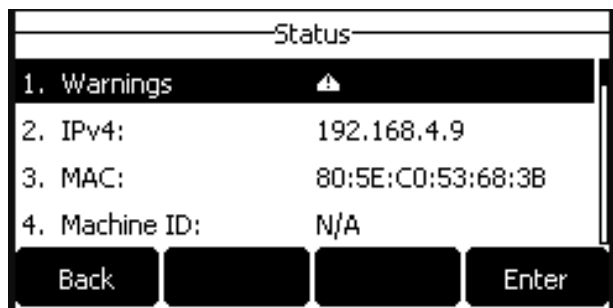 Status
1. Warnings
2. IPv4: 192.168.4.9
3. MAC: 80:5E:C0:53:68:3B
4. Machine ID: N/A
Back Enter